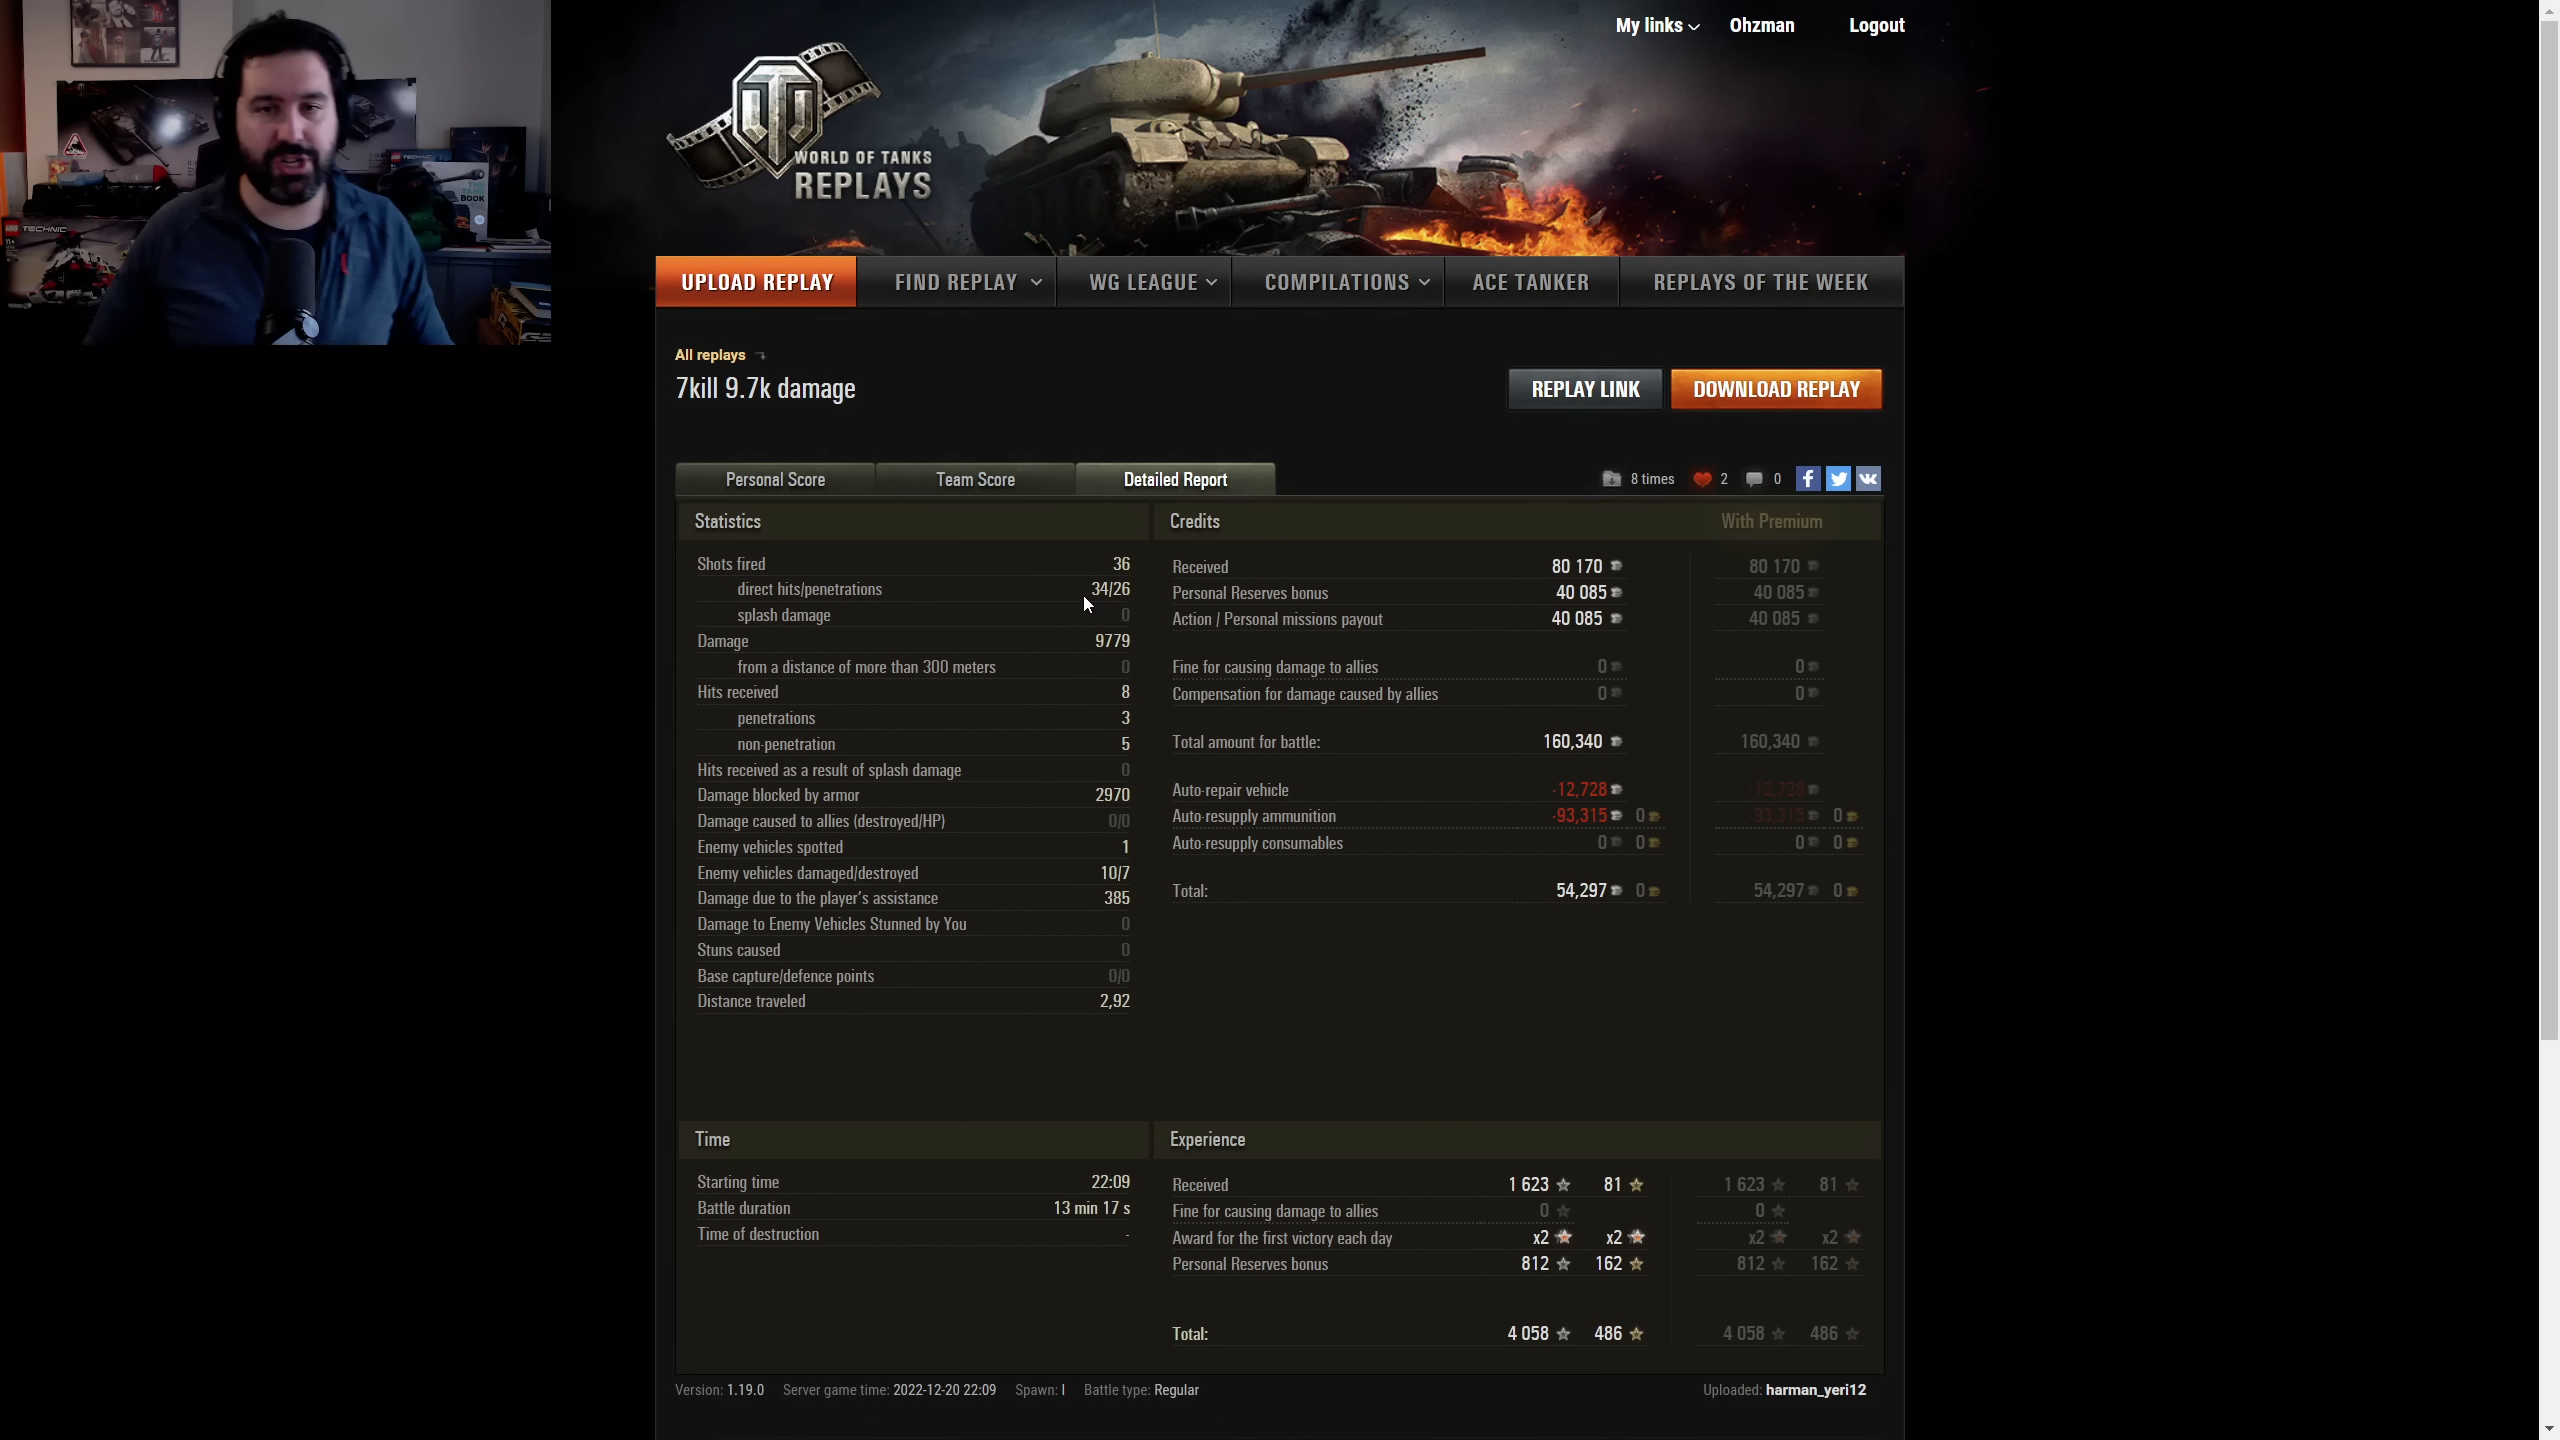 My links Ohzman Logout
WORLD OF TANKS
REPLAYS
TECHNIC
TECHNIC
BOOK
UPLOAD REPLAY FIND REPLAY WG LEAGUE COMPILATIONS ACE TANKER REPLAYS OF THE WEEK
All replays
7kill 9.7k damage
REPLAY LINK DOWNLOAD REPLAY
Personal Score Team Score Detailed Report 8 times 2 0
Statistics
Shots fired 36
direct hits/penetrations 34/26
splash damage 0
Damage 9779
from a distance of more than 300 meters 0
Hits received 8
penetrations 3
non-penetration 5
Hits received as a result of splash damage 0
Damage blocked by armor 2970
Damage caused to allies (destroyed/HP) 0/0
Enemy vehicles spotted 1
Enemy vehicles damaged/destroyed 10/7
Damage due to the player's assistance 385
Damage to Enemy Vehicles Stunned by You 0
Stuns caused 0
Base capture/defence points 0/0
Distance traveled 2,92
Credits With Premium
Received 80 170 80 170
Personal Reserves bonus 40 085 40 085
Action / Personal missions payout 40 085 40 085
Fine for causing damage to allies 0 0
Compensation for damage caused by allies 0 0
Total amount for battle: 160,340 160,340
Auto-repair vehicle -12,728 -12,728
Auto-resupply ammunition -93,315 0 -93,315 0
Auto-resupply consumables 0 0 0 0
Total: 54,297 0 54,297 0
Time
Starting time 22:09
Battle duration 13 min 17 s
Time of destruction -
Experience
Received 1 623 81 1 623 81
Fine for causing damage to allies 0 0
Award for the first victory each day x2 x2 x2 x2
Personal Reserves bonus 812 162 812 162
Total: 4 058 486 4 058 486
Version: 1.19.0 Server game time: 2022-12-20 22:09 Spawn: I Battle type: Regular Uploaded: harman_yeri12